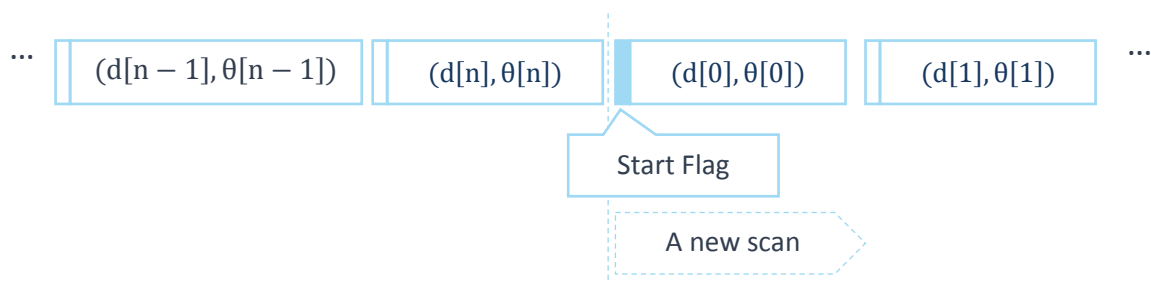 ... (d[n − 1], θ[n − 1]) (d[n], θ[n]) (d[0], θ[0]) (d[1], θ[1]) ...
Start Flag
A new scan